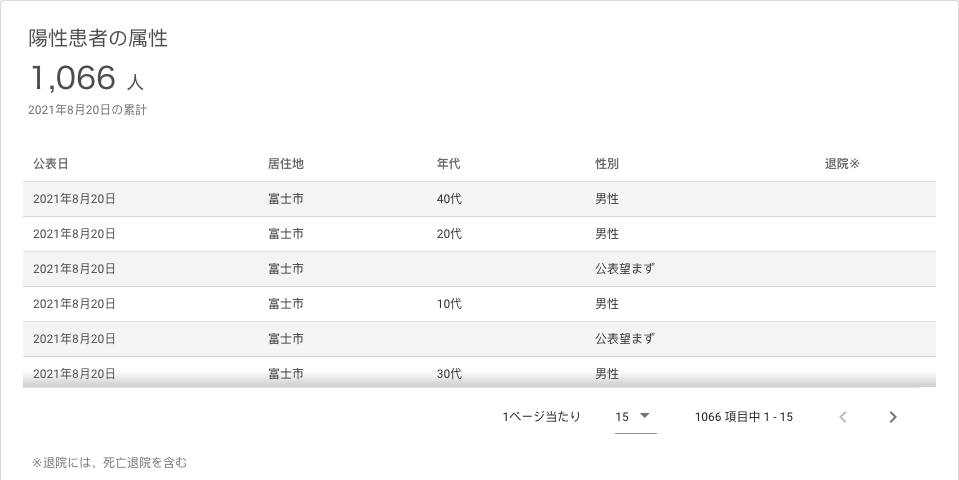 陽性患者の属性
1,066 人
2021年8月20日の累計
公表日 居住地 年代 性別 退院※
2021年8月20日 富士市 40代 男性
2021年8月20日 富士市 20代 男性
2021年8月20日 富士市 公表望まず
2021年8月20日 富士市 10代 男性
2021年8月20日 富士市 公表望まず
2021年8月20日 富士市 30代 男性
1ページ当たり 15 1066 項目中 1 - 15
※退院には、死亡退院を含む